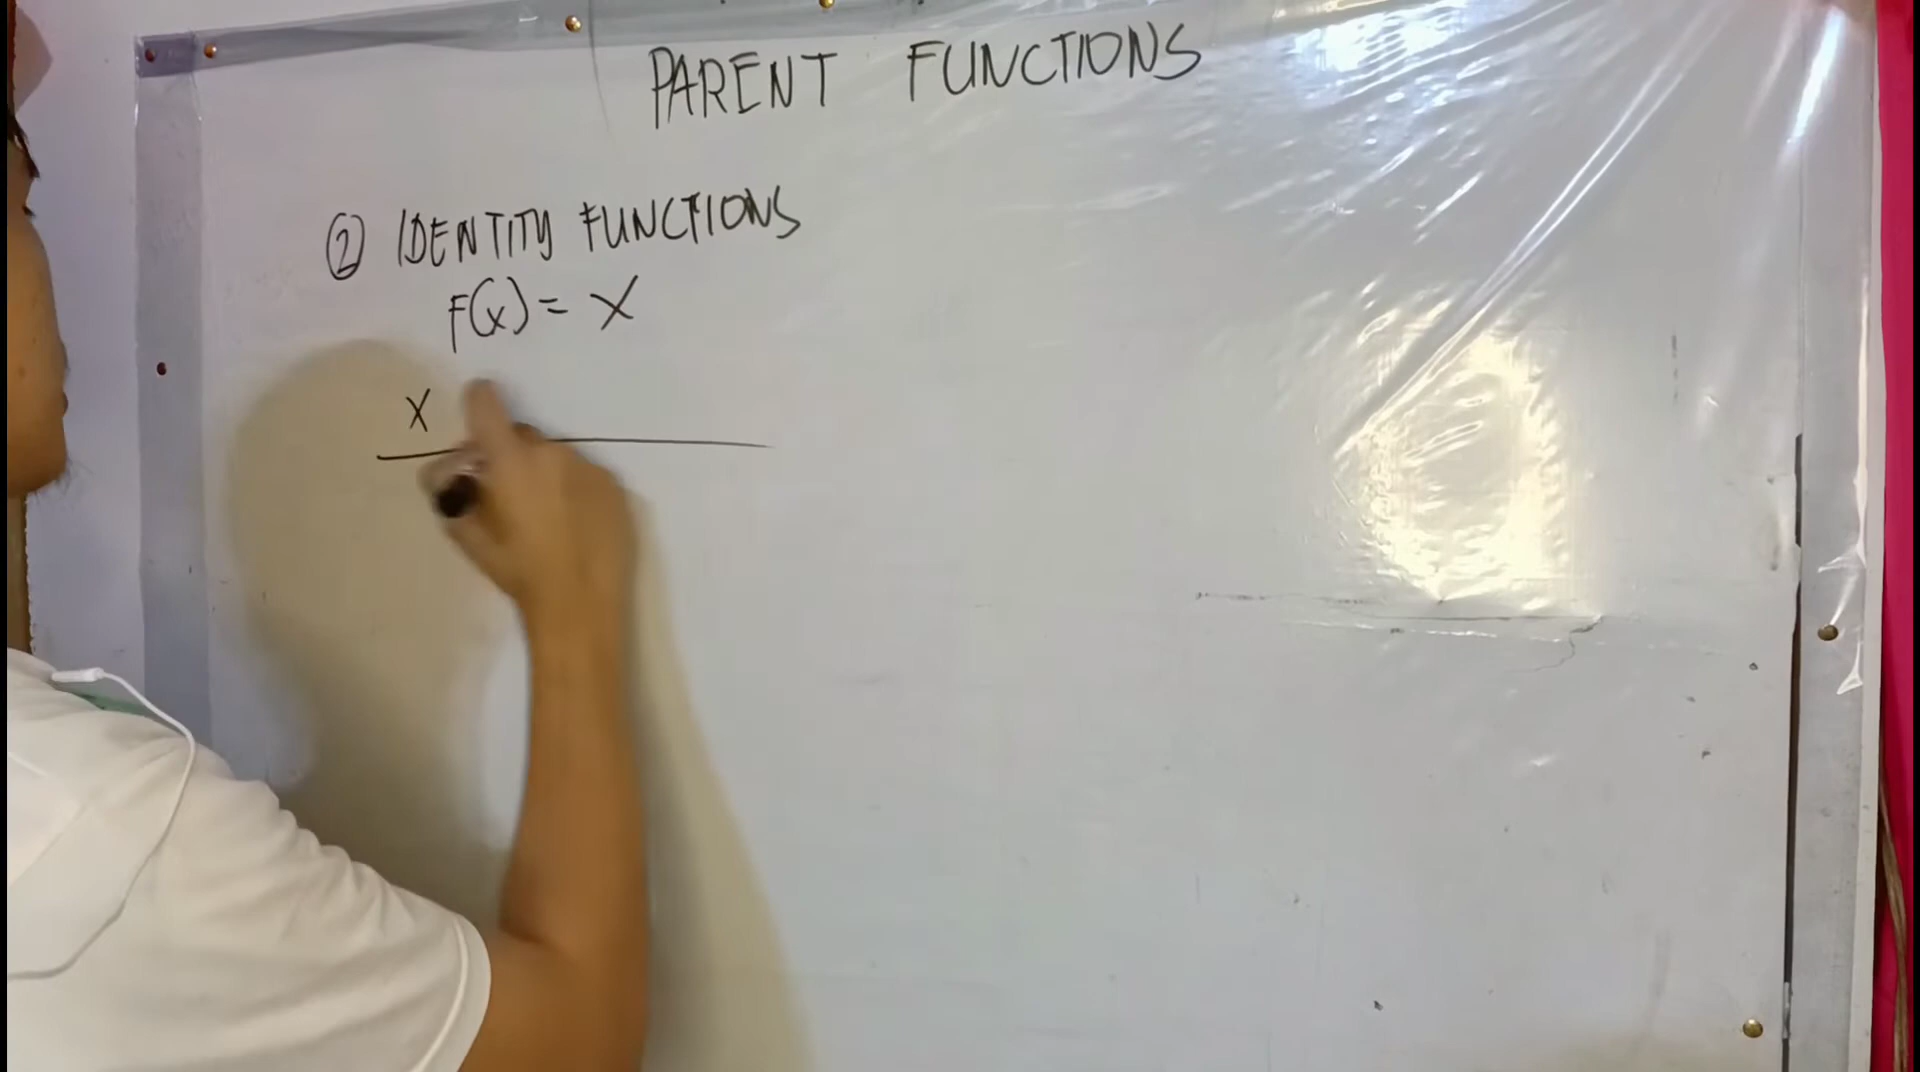 PARENT FUNCTIONS
② IDENTITY FUNCTIONS
F(x) = X
X